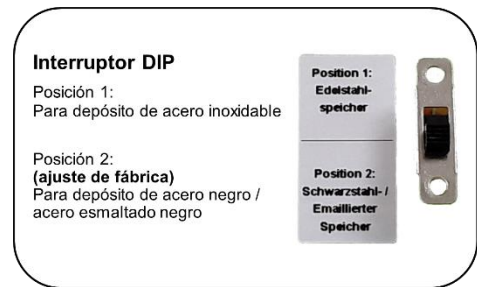 Interruptor DIP
Posición 1:
Para depósito de acero inoxidable
Posición 2:
(ajuste de fábrica)
Para depósito de acero negro /
acero esmaltado negro
Position 1:
Edelstahl-
speicher
Position 2:
Schwarzstahl- /
Emaillierter
Speicher